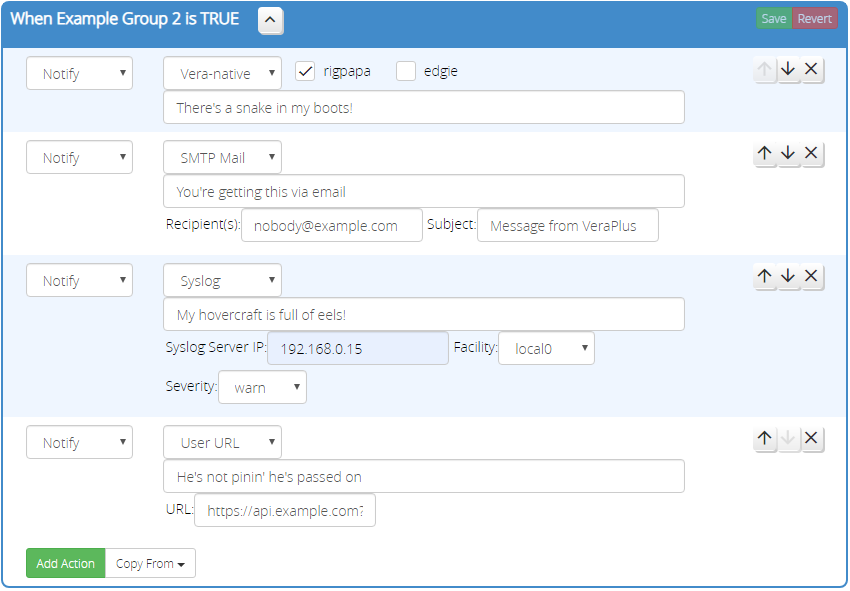 When Example Group 2 is TRUE Save Revert
Notify Vera-native rigpapa edgie
There's a snake in my boots!
Notify SMTP Mail
You're getting this via email
Recipient(s): nobody@example.com Subject: Message from VeraPlus
Notify Syslog
My hovercraft is full of eels!
Syslog Server IP: 192.168.0.15 Facility: local0
Severity: warn
Notify User URL
He's not pinin' he's passed on
URL: https://api.example.com?
Add Action Copy From